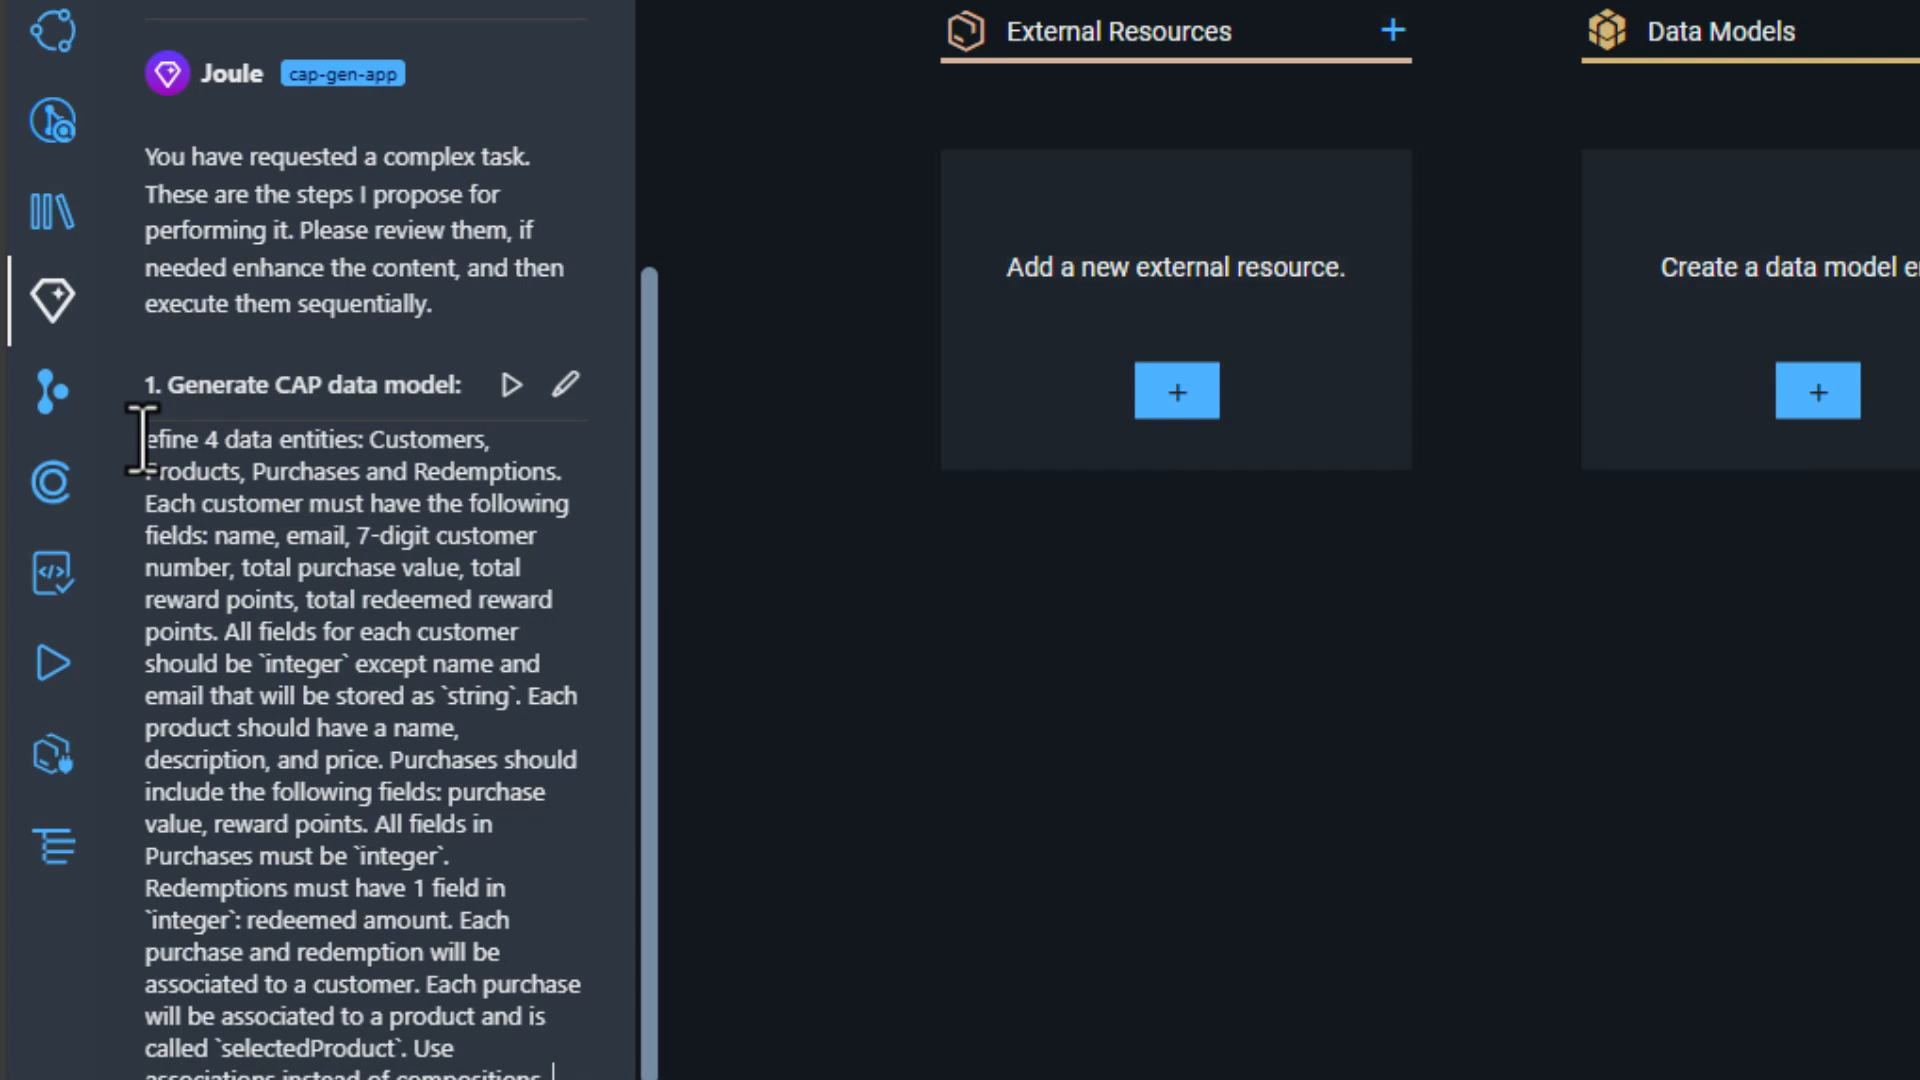 Joule cap-gen-app
You have requested a complex task.
These are the steps I propose for
performing it. Please review them, if
needed enhance the content, and then
execute them sequentially.
1. Generate CAP data model:
efine 4 data entities: Customers,
Products, Purchases and Redemptions.
Each customer must have the following
fields: name, email, 7-digit customer
number, total purchase value, total
reward points, total redeemed reward
points. All fields for each customer
should be `integer` except name and
email that will be stored as `string`. Each
product should have a name,
description, and price. Purchases should
include the following fields: purchase
value, reward points. All fields in
Purchases must be `integer`.
Redemptions must have 1 field in
`integer`: redeemed amount. Each
purchase and redemption will be
associated to a customer. Each purchase
will be associated to a product and is
called `selectedProduct`. Use
associations instead of compositions.
External Resources
Add a new external resource.
Data Models
Create a data model